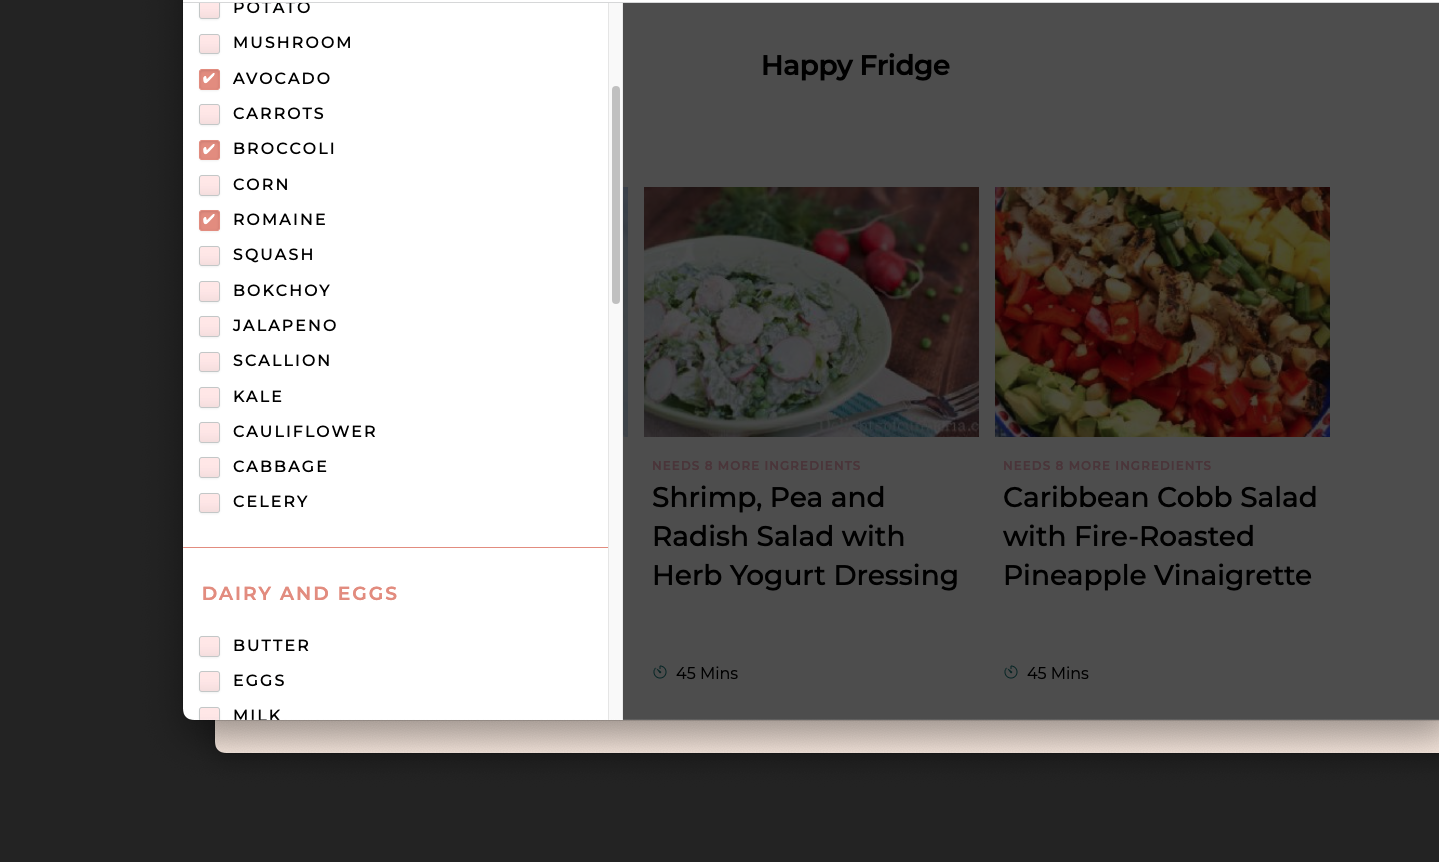 POTATO
MUSHROOM
AVOCADO
CARROTS
BROCCOLI
CORN
ROMAINE
SQUASH
BOKCHOY
JALAPENO
SCALLION
KALE
CAULIFLOWER
CABBAGE
CELERY
DAIRY AND EGGS
BUTTER
EGGS
MILK
Happy Fridge
NEEDS 8 MORE INGREDIENTS
Shrimp, Pea and
Radish Salad with
Herb Yogurt Dressing
45 Mins
NEEDS 8 MORE INGREDIENTS
Caribbean Cobb Salad
with Fire-Roasted
Pineapple Vinaigrette
45 Mins